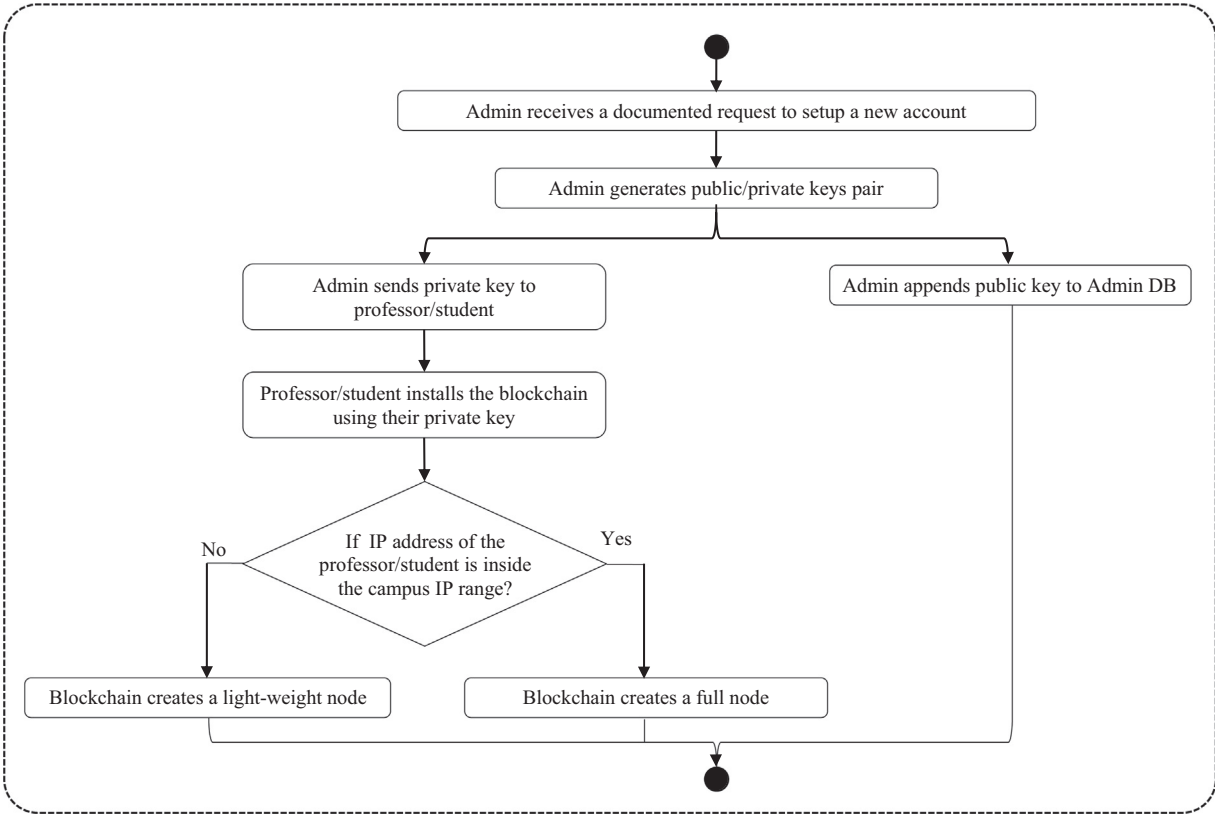 Admin receives a documented request to setup a new account
Admin generates public/private keys pair
Admin sends private key to
professor/student
Admin appends public key to Admin DB
Professor/student installs the blockchain
using their private key
If IP address of the
professor/student is inside
the campus IP range?
No
Yes
Blockchain creates a light-weight node
Blockchain creates a full node